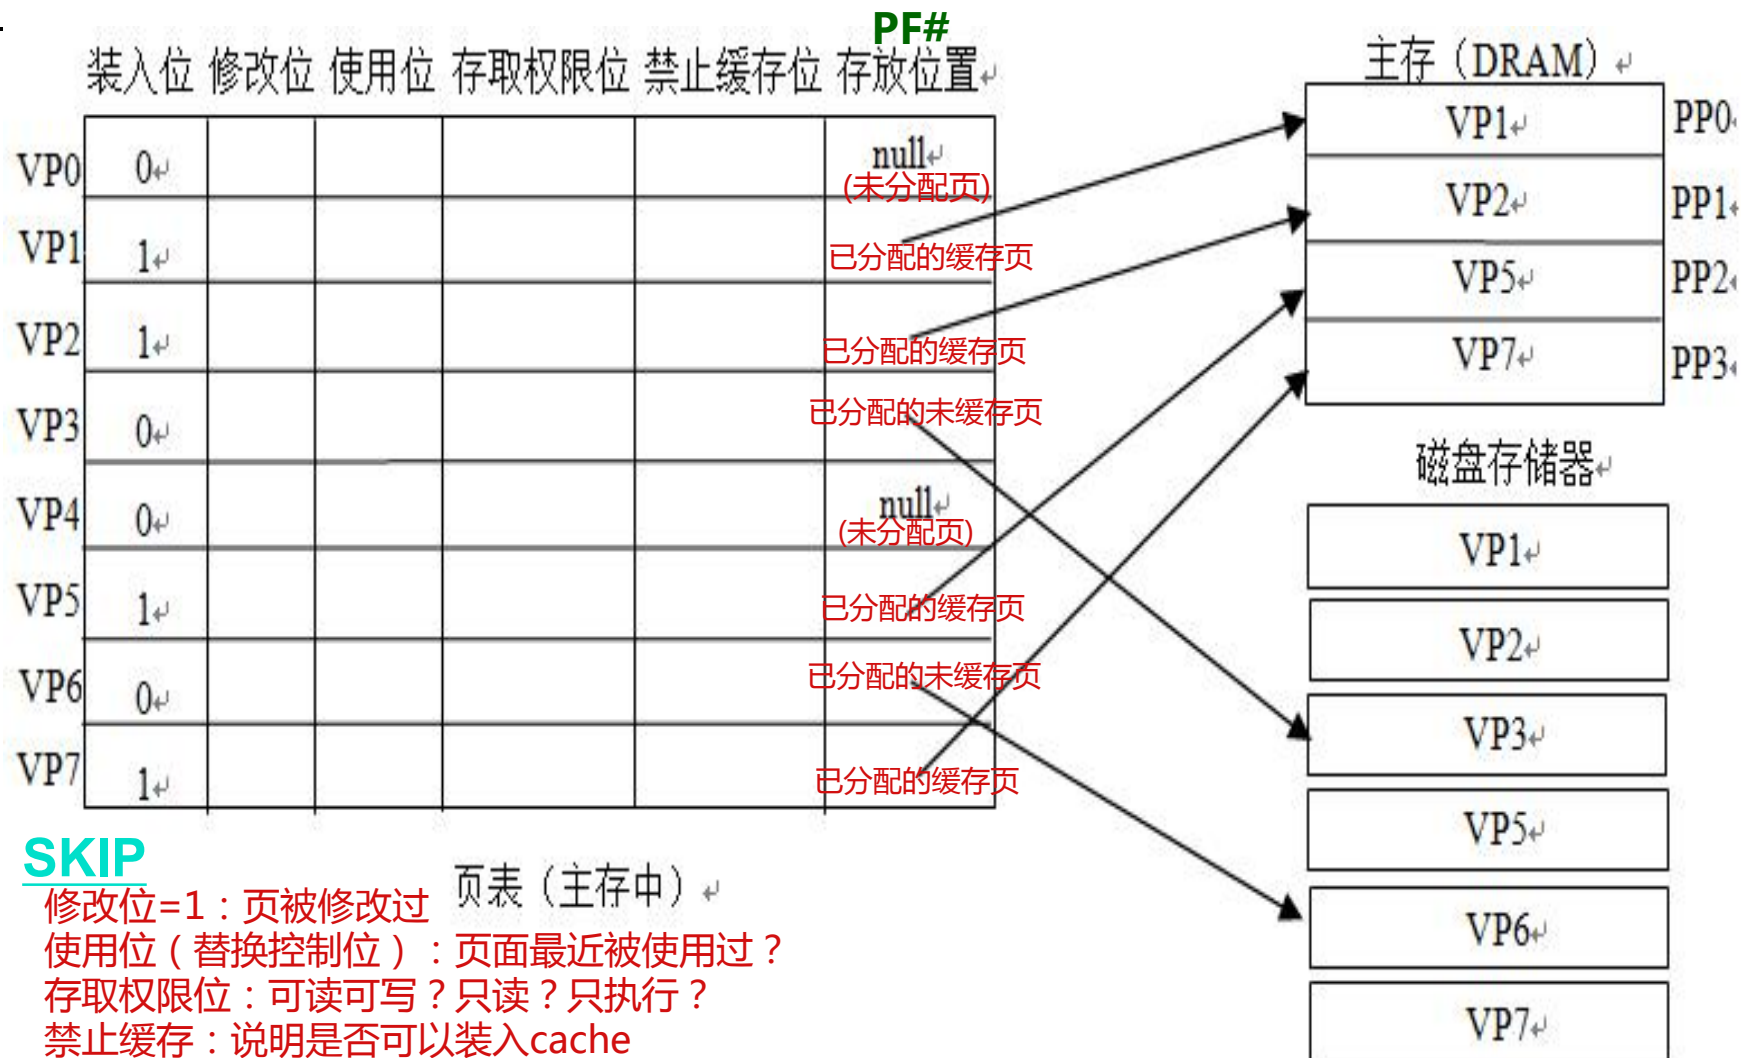 PF#
装入位 修改位 使用位 存取权限位 禁止缓存位 存放位置
VP0 0 null
(未分配页)
VP1 1 已分配的缓存页
VP2 1 已分配的缓存页
VP3 0 已分配的未缓存页
VP4 0 null
(未分配页)
VP5 1 已分配的缓存页
VP6 0 已分配的未缓存页
VP7 1 已分配的缓存页
页表（主存中）
主存（DRAM）
VP1 PP0
VP2 PP1
VP5 PP2
VP7 PP3
磁盘存储器
VP1
VP2
VP3
VP5
VP6
VP7
SKIP
修改位=1：页被修改过
使用位（替换控制位）：页面最近被使用过？
存取权限位：可读可写？只读？只执行？
禁止缓存：说明是否可以装入cache